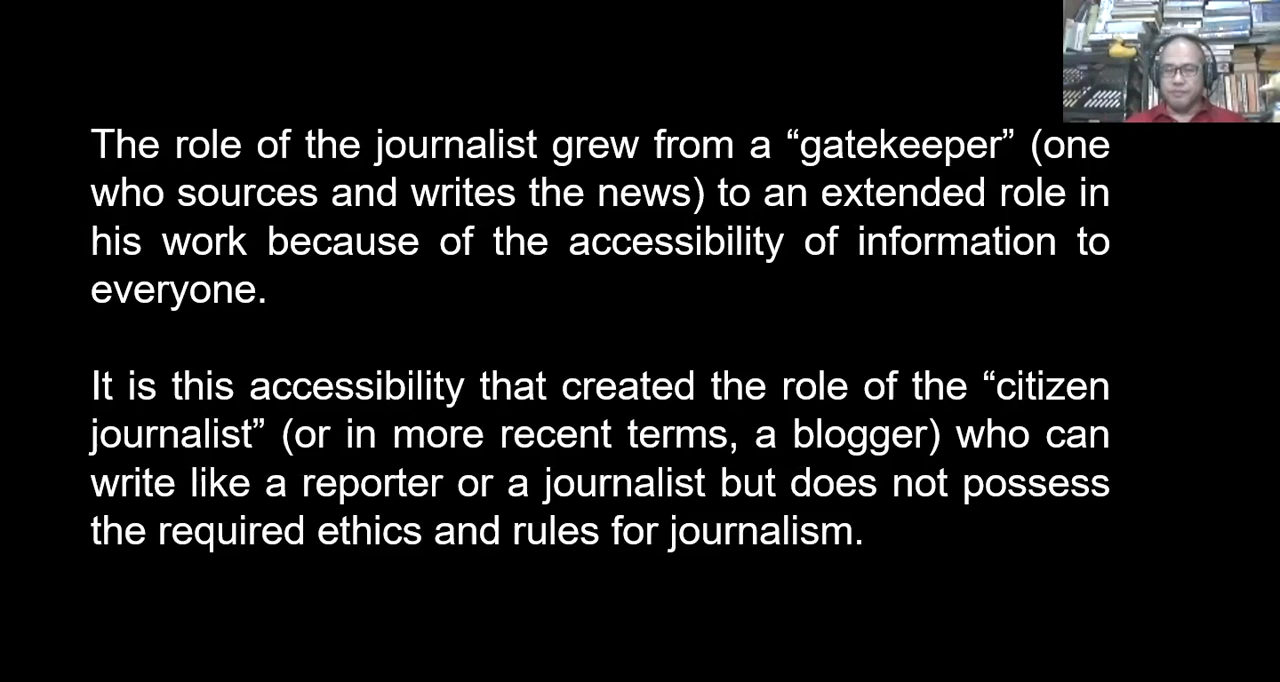 The role of the journalist grew from a “gatekeeper” (one
who sources and writes the news) to an extended role in
his work because of the accessibility of information to
everyone.
It is this accessibility that created the role of the “citizen
journalist” (or in more recent terms, a blogger) who can
write like a reporter or a journalist but does not possess
the required ethics and rules for journalism.